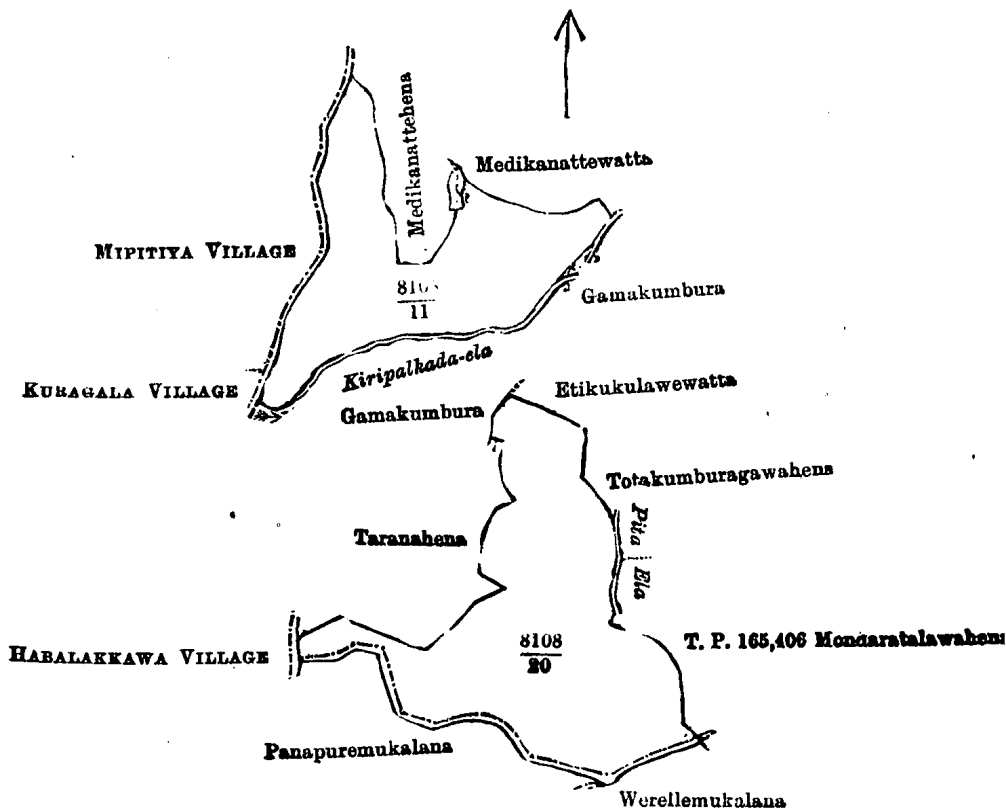 Medikanattehena
Medikanattewatta
MIPITIYA VILLAGE
11
Gamakumbura
Kiripalkada-ela
KURAGALA VILLAGE
Etikukulawewatta
Gamakumbura
Totakumburagawahena
Pita
Taranahena
Ela
8108
20
T. P. 165,406 Mondaratalawahena
HABALAKKAWA VILLAGE
Panapuremukalana
Werellemukalana